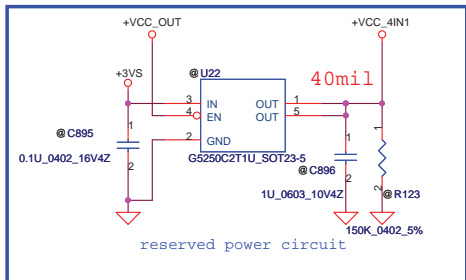 +VCC_OUT
+VCC_4IN1
+3VS
@U22
40mil
3 IN OUT 1
4 EN OUT 5
2 GND
@C895
1
2
0.1U_0402_16V4Z
G5250C2T1U_SOT23-5
1
@C896
2
1U_0603_10V4Z
1
2
@R123
150K_0402_5%
reserved power circuit